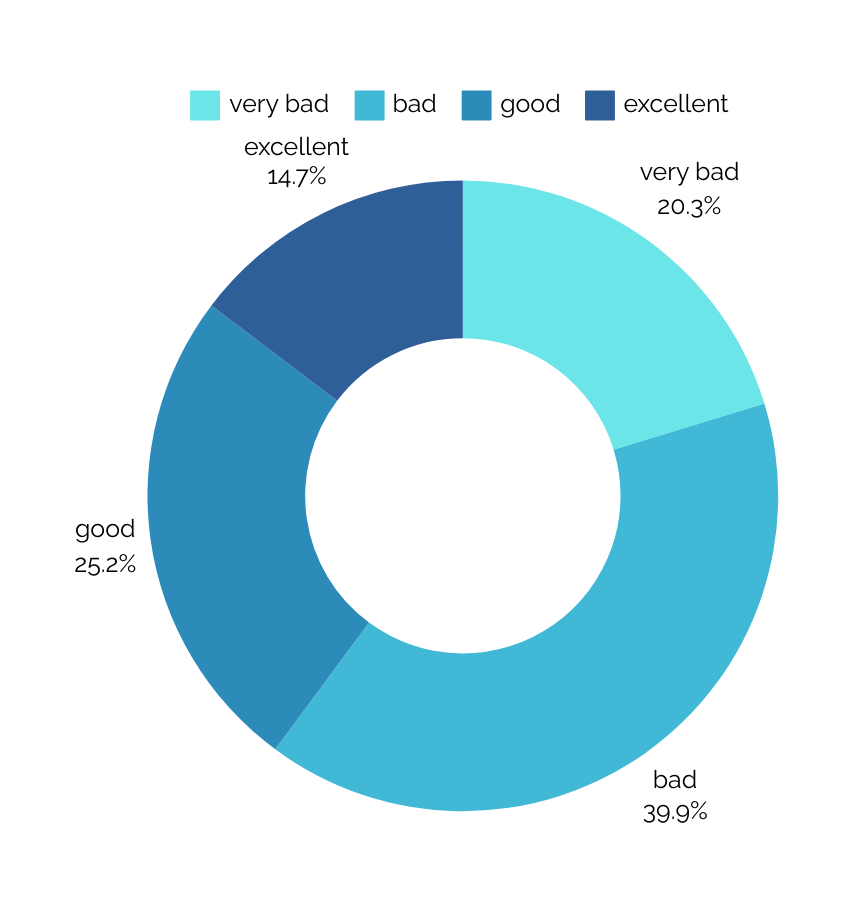 very bad bad good excellent
excellent
14.7%
very bad
20.3%
good
25.2%
bad
39.9%